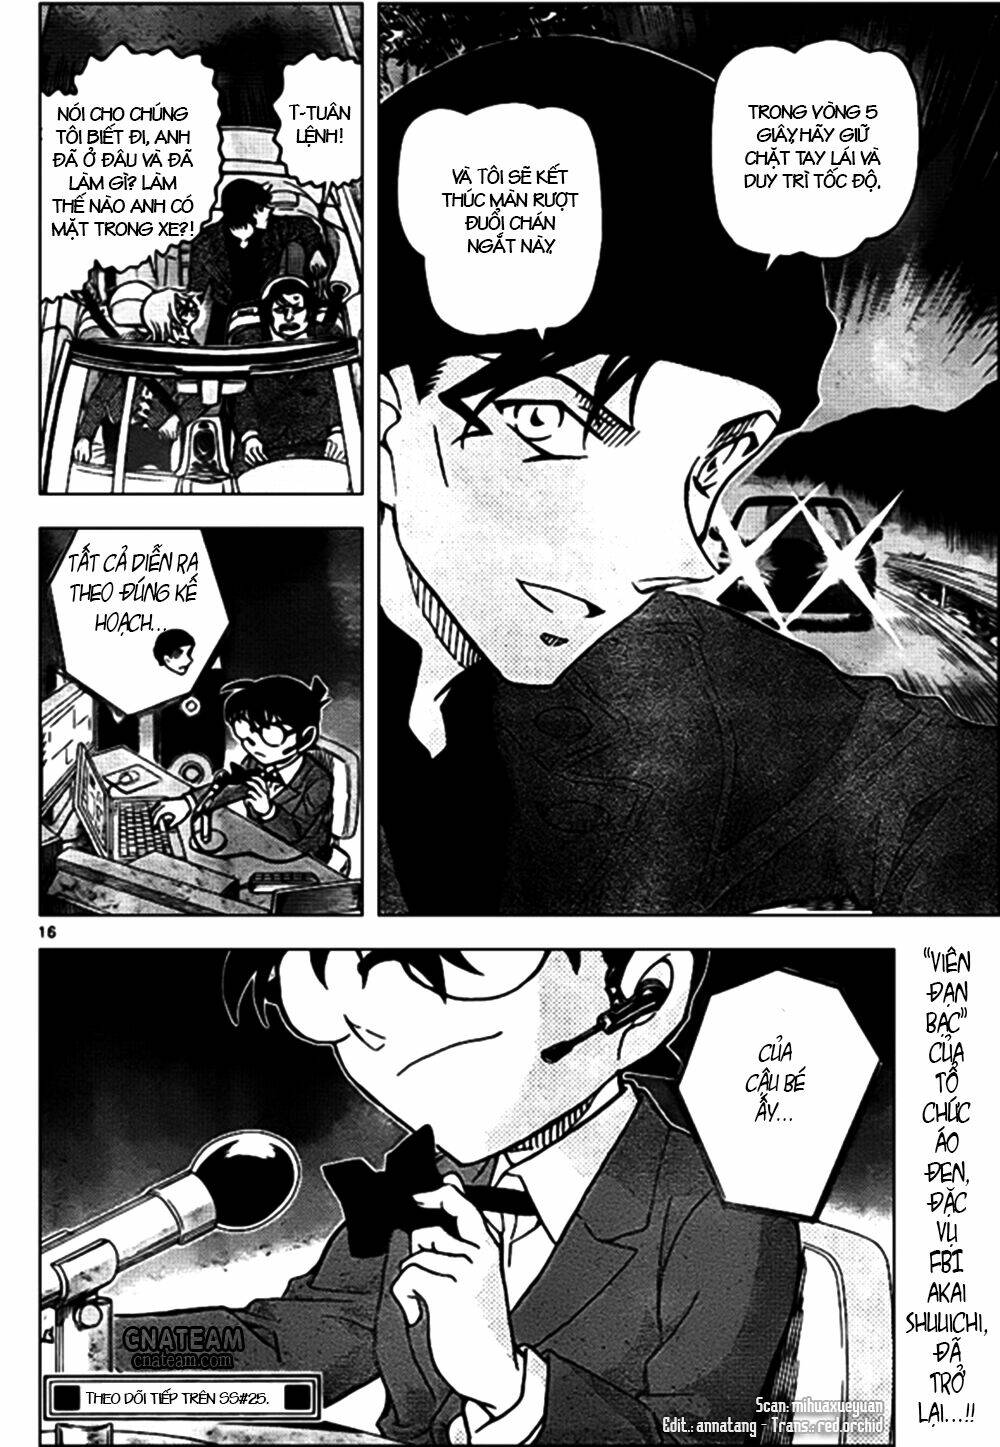 TRONG VÒNG 5
GIÂY, HÃY GIỮ
CHẶT TAY LÁI VÀ
DUY TRÌ TỐC ĐỘ.
VÀ TÔI SẼ KẾT
THÚC MÀN RƯỢT
ĐUỔI CHÁN
NGẮT NÀY.
T-TUÂN
LỆNH!
NÓI CHO CHÚNG
TÔI BIẾT ĐI, ANH
ĐÃ Ở ĐÂU VÀ ĐÃ
LÀM GÌ? LÀM
THẾ NÀO ANH CÓ
MẶT TRONG XE?!
TẤT CẢ DIỄN RA
THEO ĐÚNG KẾ
HOẠCH...
16
CỦA
CẬU BÉ
ẤY...
"VIÊN
ĐẠN
BẠC"
CỦA
TỔ
CHỨC
ÁO
ĐEN,
ĐẶC
VỤ
FBI
AKAI
SHUUICHI,
ĐÃ
TRỞ
LẠI...!!
CNATEAM
cnateam.com
THEO DÕI TIẾP TRÊN SS#25.
Scan: mihuaxueyuan
Edit.: annatang - Trans.: red.orchid